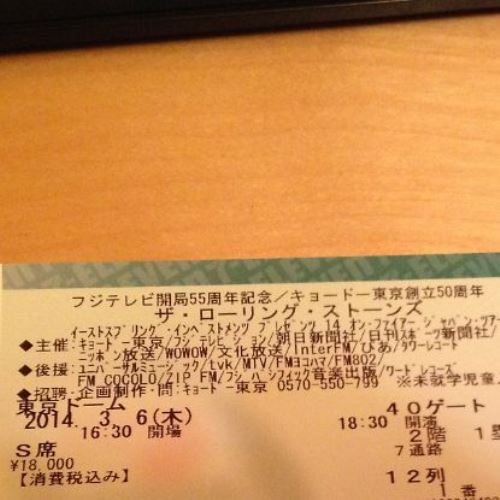 フジテレビ開局55周年記念／キョードー東京創立50周年
ザ・ローリング・ストーンズ
イーストスプリング・インベストメンツ プレゼンツ 14 オン・ファイアー ジャパン・ツアー
◆主催：キョードー東京/フジテレビジョン/朝日新聞社/日刊スポーツ新聞社/
ニッポン放送/WOWOW/文化放送/InterFM/ぴあ/タワーレコード
◆後援：ユニバーサルミュージック/tvk/MTV/FMヨコハマ/FM802/
FM COCOLO/ZIP FM/フジパシフィック音楽出版/ワードレコーズ
◆招聘・企画制作・問：キョードー東京 0570-550-799 ※未就学児童
東京ドーム 40ゲート
2014. 3. 6(木) 18:30 開演
16:30 開場 2階 1塁
S席 7通路
¥18,000 12列
【消費税込み】 1番